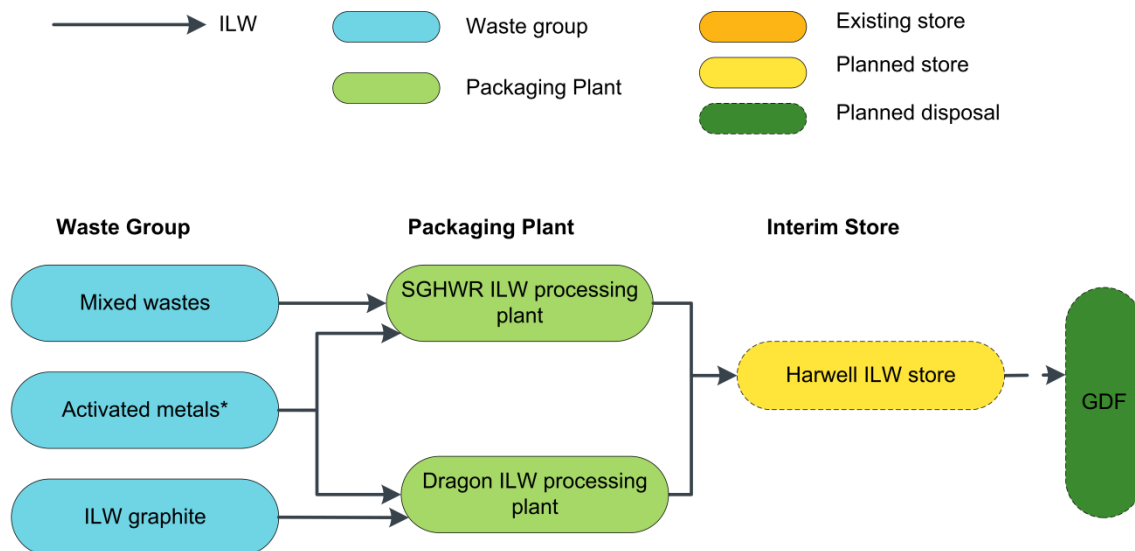 ILW
Waste group
Packaging Plant
Existing store
Planned store
Planned disposal
Waste Group
Packaging Plant
Interim Store
Mixed wastes
SGHWR ILW processing
plant
Activated metals*
Harwell ILW store
GDF
ILW graphite
Dragon ILW processing
plant